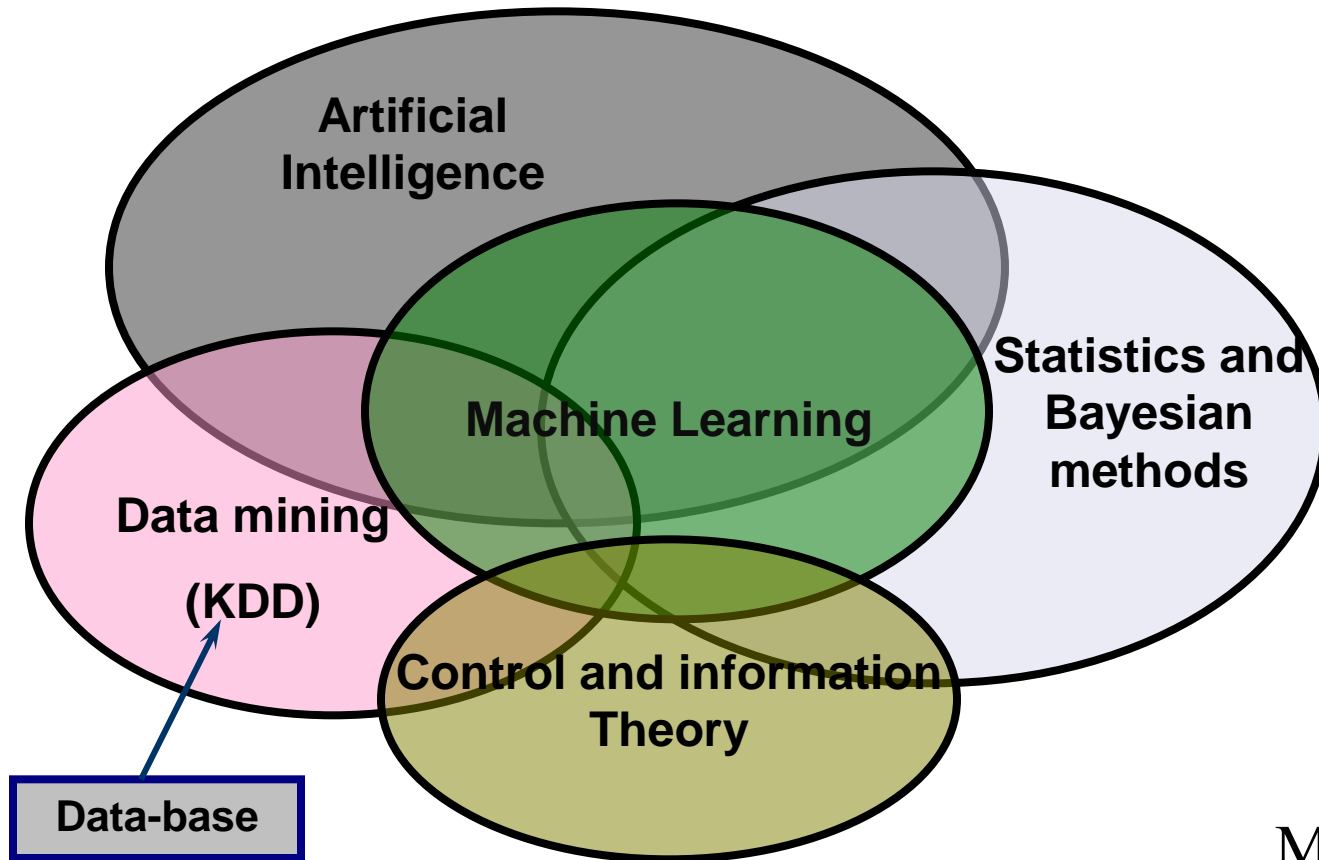 Artificial
Intelligence
Statistics and
Bayesian
methods
Machine Learning
Data mining
(KDD)
Control and information
Theory
Data-base
M